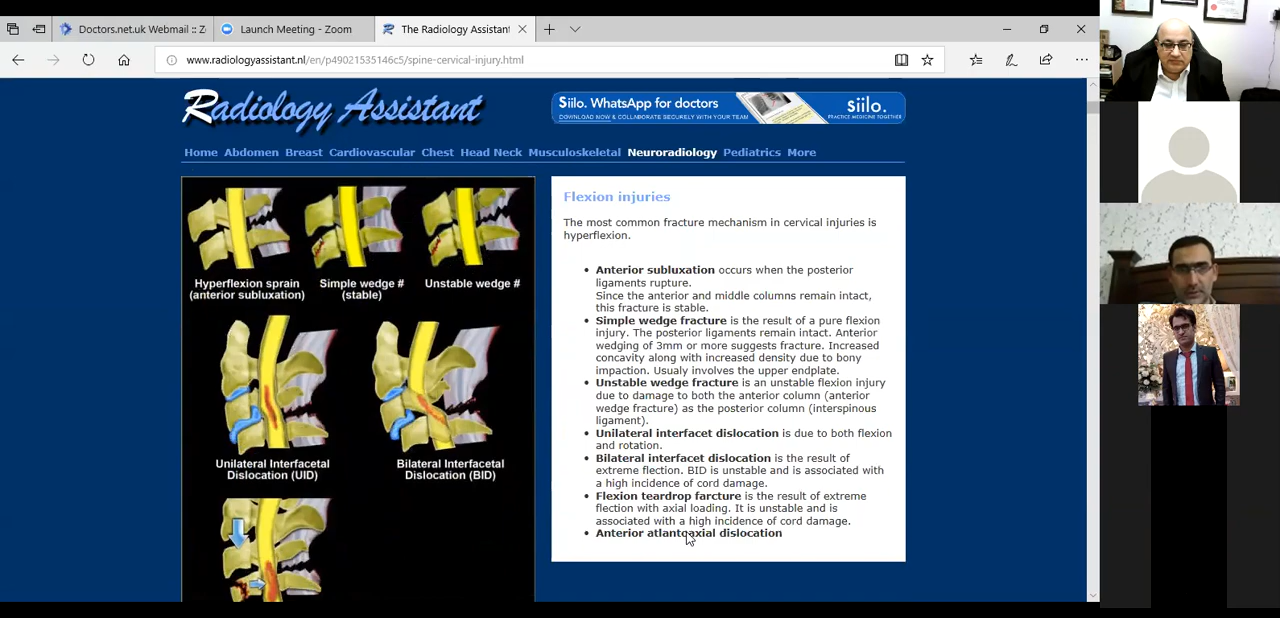 Doctors.net.uk Webmail :: Z
Launch Meeting - Zoom
The Radiology Assistant
www.radiologyassistant.nl/en/p49021535146c5/spine-cervical-injury.html
Radiology Assistant
Siilo. WhatsApp for doctors
DOWNLOAD NOW & COLLABORATE SECURELY WITH YOUR TEAM
siilo.
PRACTICE MEDICINE TOGETHER
Home Abdomen Breast Cardiovascular Chest Head Neck Musculoskeletal Neuroradiology Pediatrics More
Hyperflexion sprain
(anterior subluxation)
Simple wedge #
(stable)
Unstable wedge #
Unilateral Interfacetal
Dislocation (UID)
Bilateral Interfacetal
Dislocation (BID)
Flexion injuries
The most common fracture mechanism in cervical injuries is
hyperflexion.
• Anterior subluxation occurs when the posterior
ligaments rupture.
Since the anterior and middle columns remain intact,
this fracture is stable.
• Simple wedge fracture is the result of a pure flexion
injury. The posterior ligaments remain intact. Anterior
wedging of 3mm or more suggests fracture. Increased
concavity along with increased density due to bony
impaction. Usualy involves the upper endplate.
• Unstable wedge fracture is an unstable flexion injury
due to damage to both the anterior column (anterior
wedge fracture) as the posterior column (interspinous
ligament).
• Unilateral interfacet dislocation is due to both flexion
and rotation.
• Bilateral interfacet dislocation is the result of
extreme flection. BID is unstable and is associated with
a high incidence of cord damage.
• Flexion teardrop farcture is the result of extreme
flection with axial loading. It is unstable and is
associated with a high incidence of cord damage.
• Anterior atlantoaxial dislocation